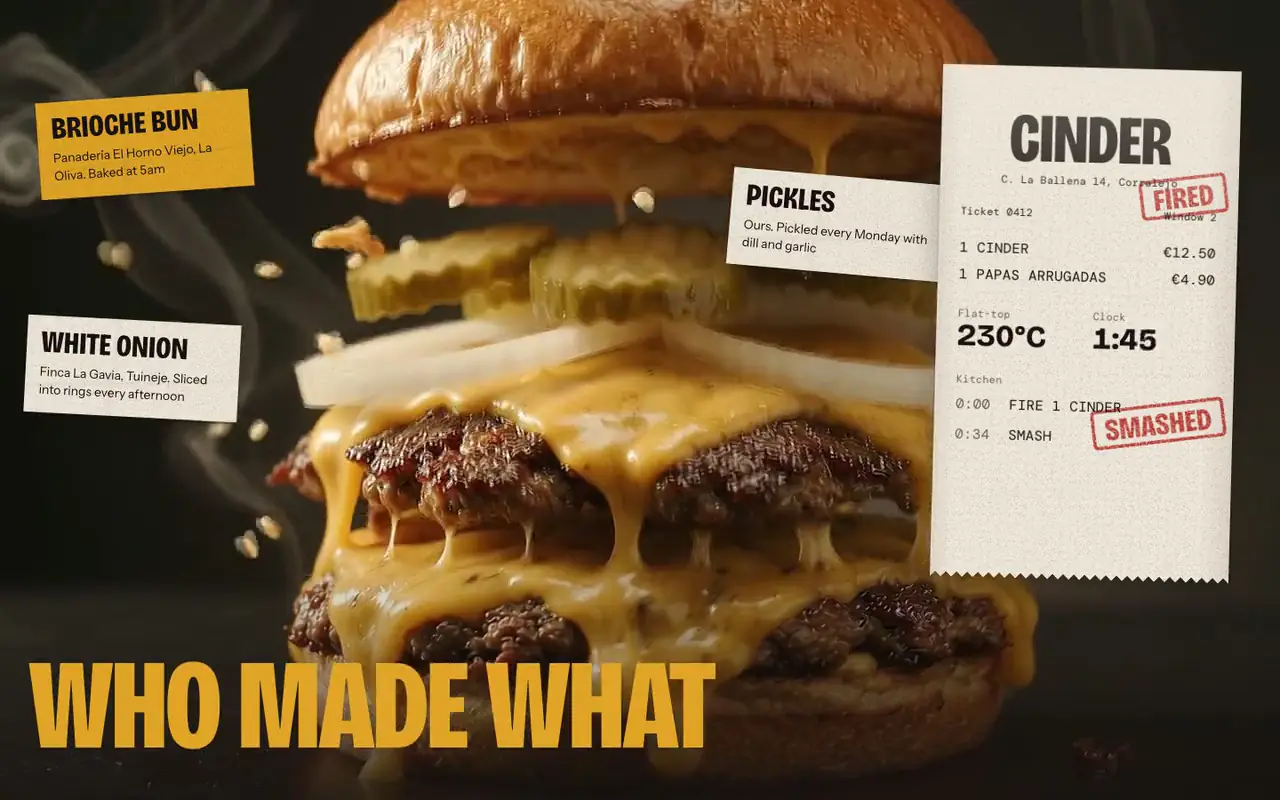 BRIOCHE BUN
Panadería El Horno Viejo, La
Oliva. Baked at 5am
WHITE ONION
Finca La Gavia, Tuineje. Sliced
into rings every afternoon
PICKLES
Ours. Pickled every Monday with
dill and garlic
CINDER
C. La Ballena 14, Corralejo
FIRED
Ticket 0412 Window 2
1 CINDER €12.50
1 PAPAS ARRUGADAS €4.90
Flat-top Clock
230°C 1:45
Kitchen
0:00 FIRE 1 CINDER
SMASHED
0:34 SMASH
WHO MADE WHAT